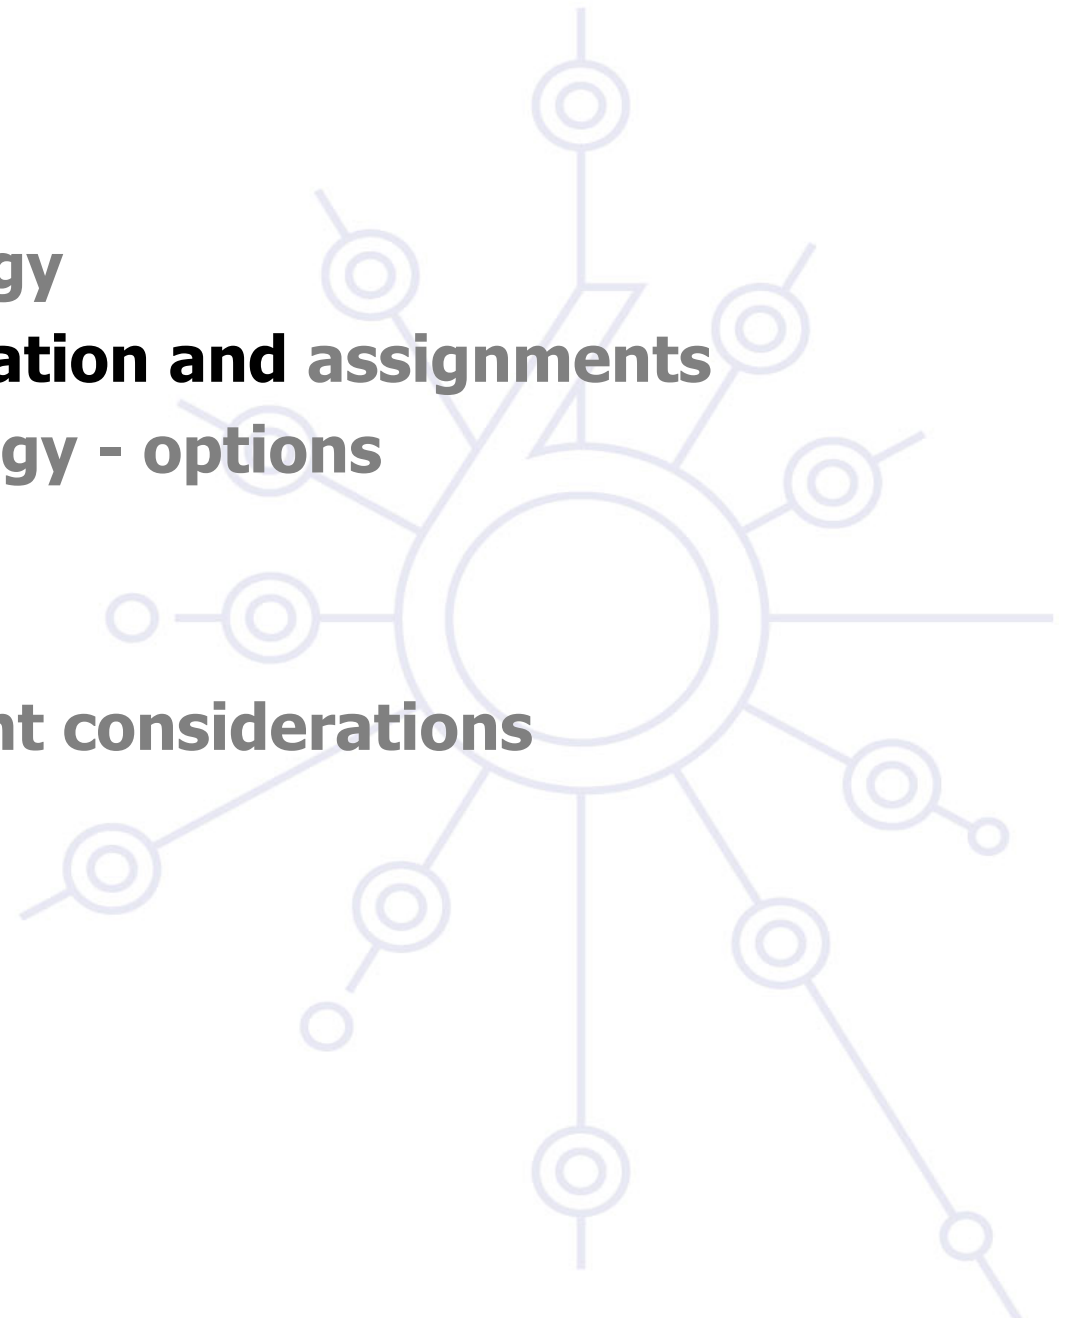 gy
ation and assignments
gy - options
nt considerations